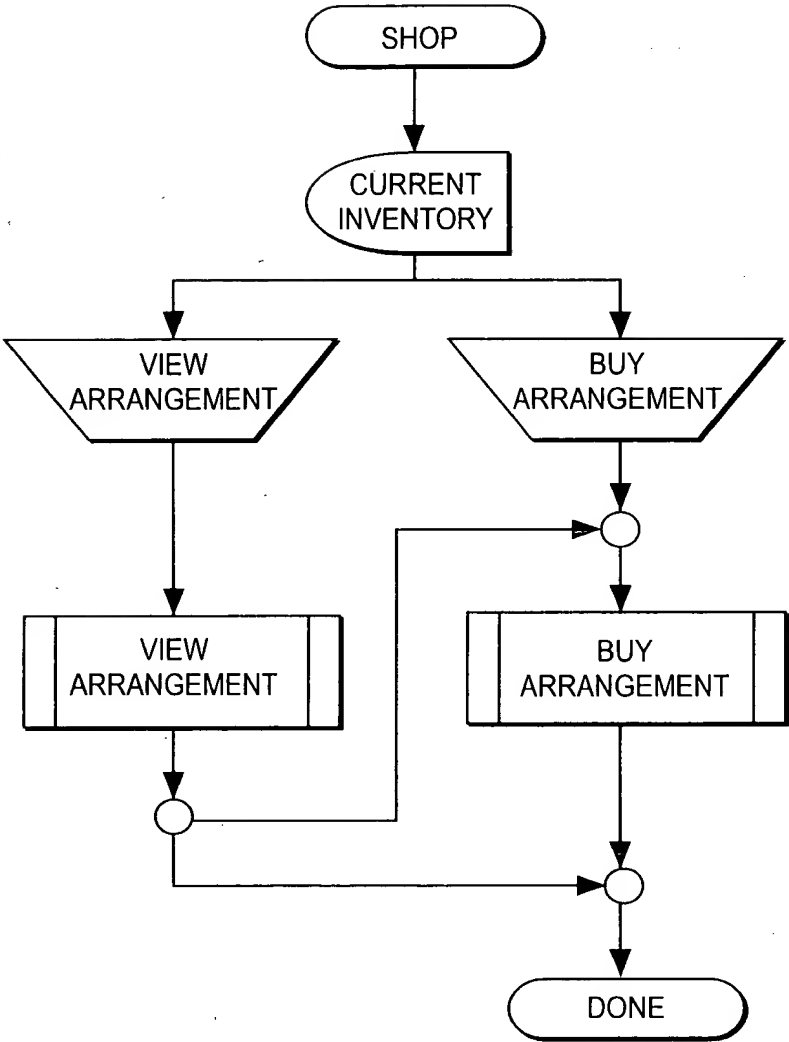 SHOP
CURRENT
INVENTORY
VIEW
ARRANGEMENT
BUY
ARRANGEMENT
VIEW
ARRANGEMENT
BUY
ARRANGEMENT
DONE